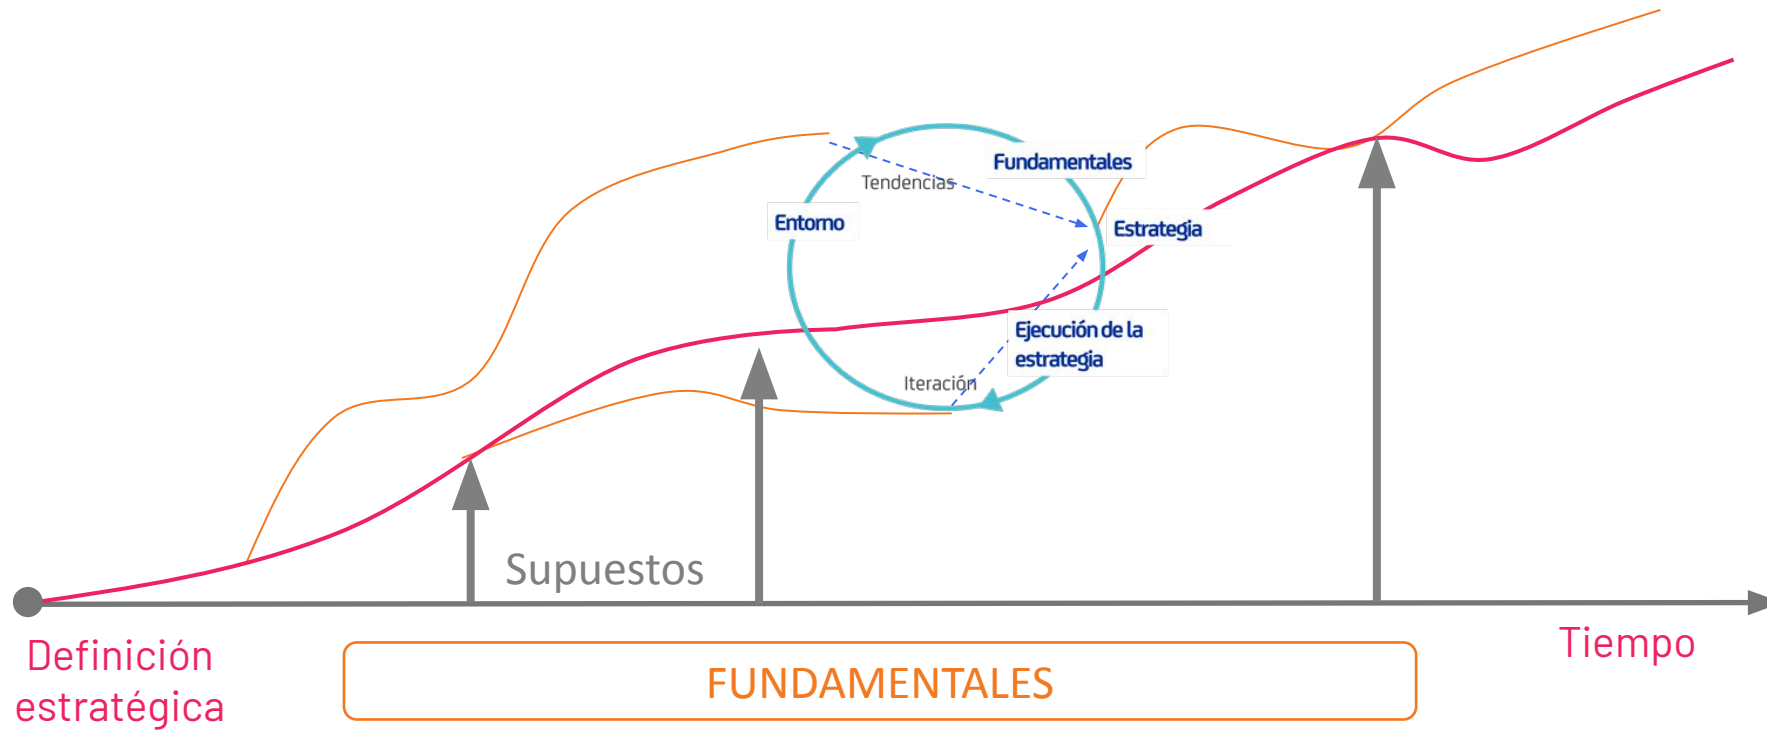 Fundamentales
Tendencias
Entorno
Estrategia
Ejecución de la
estrategia
Iteración
Supuestos
Definición
estratégica
FUNDAMENTALES
Tiempo